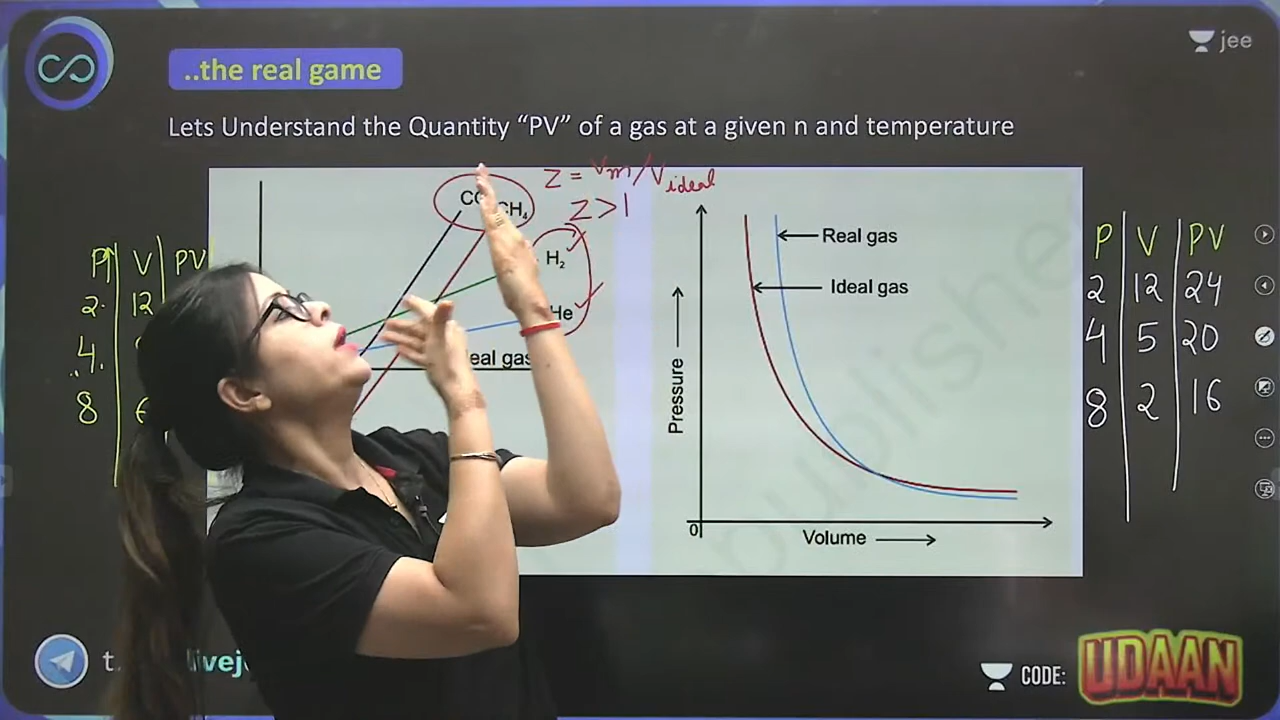 ..the real game
jee
Lets Understand the Quantity “PV” of a gas at a given n and temperature
Z = Vm/Videal
Z > 1
CH₄
H₂
He
eal gas
P↑ V PV
2 12
4
8
Real gas
Ideal gas
Pressure
0
Volume
P V PV
2 12 24
4 5 20
8 2 16
CODE: UDAAN